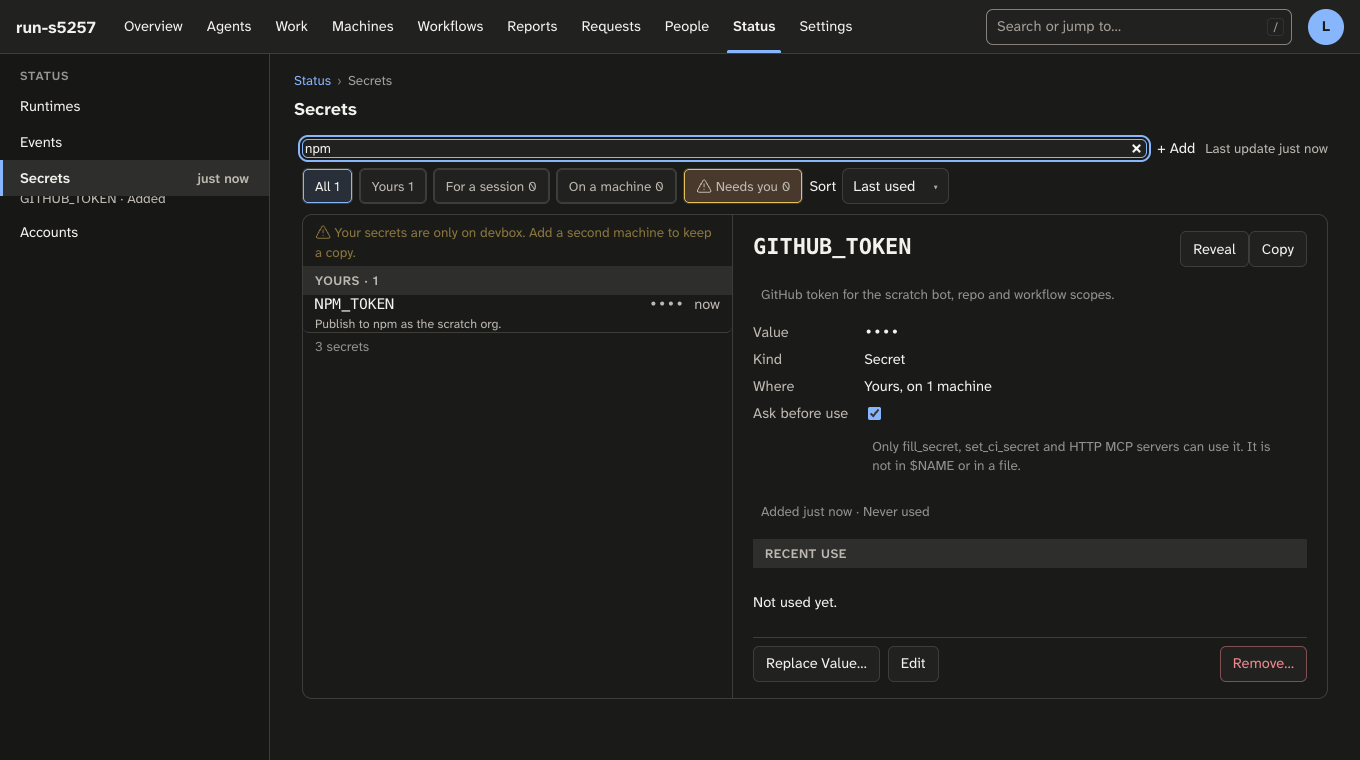 run-s5257 Overview Agents Work Machines Workflows Reports Requests People Status Settings Search or jump to... / L
STATUS
Runtimes
Events
Secrets just now
GITHUB_TOKEN · Added
Accounts
Status › Secrets
Secrets
npm + Add Last update just now
All 1 Yours 1 For a session 0 On a machine 0 Needs you 0 Sort Last used
Your secrets are only on devbox. Add a second machine to keep
a copy.
YOURS · 1
NPM_TOKEN •••• now
Publish to npm as the scratch org.
3 secrets
GITHUB_TOKEN Reveal Copy
GitHub token for the scratch bot, repo and workflow scopes.
Value ••••
Kind Secret
Where Yours, on 1 machine
Ask before use
Only fill_secret, set_ci_secret and HTTP MCP servers can use it. It is
not in $NAME or in a file.
Added just now · Never used
RECENT USE
Not used yet.
Replace Value... Edit Remove...